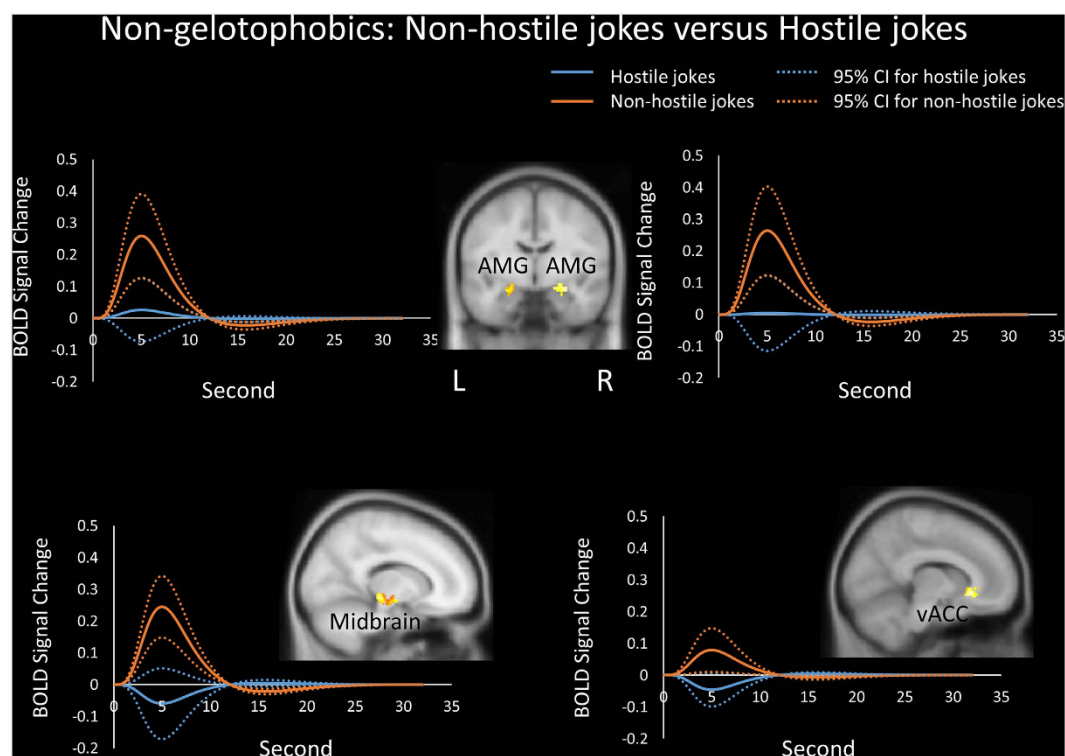 Non-gelotophobics: Non-hostile jokes versus Hostile jokes
Hostile jokes
95% CI for hostile jokes
Non-hostile jokes
95% CI for non-hostile jokes
BOLD Signal Change
0.5
0.4
0.3
0.2
0.1
0
-0.1
-0.2
0 5 10 15 20 25 30 35
Second
AMG AMG
L R
BOLD Signal Change
0.5
0.4
0.3
0.2
0.1
0
-0.1
-0.2
0 5 10 15 20 25 30 35
Second
BOLD Signal Change
0.5
0.4
0.3
0.2
0.1
0
-0.1
-0.2
0 5 10 15 20 25 30 35
Second
Midbrain
BOLD Signal Change
0.5
0.4
0.3
0.2
0.1
0
-0.1
-0.2
0 5 10 15 20 25 30 35
Second
vACC